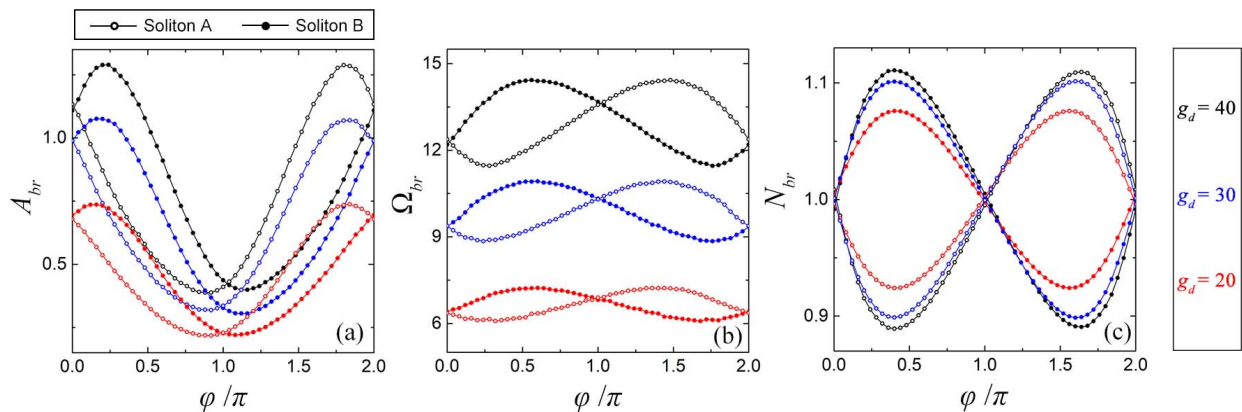 Soliton A Soliton B
A_br
1.0
0.5
0.0 0.5 1.0 1.5 2.0
φ /π
(a)
Ω_br
15
12
9
6
0.0 0.5 1.0 1.5 2.0
φ /π
(b)
N_br
1.1
1.0
0.9
0.0 0.5 1.0 1.5 2.0
φ /π
(c)
g_d = 40
g_d = 30
g_d = 20